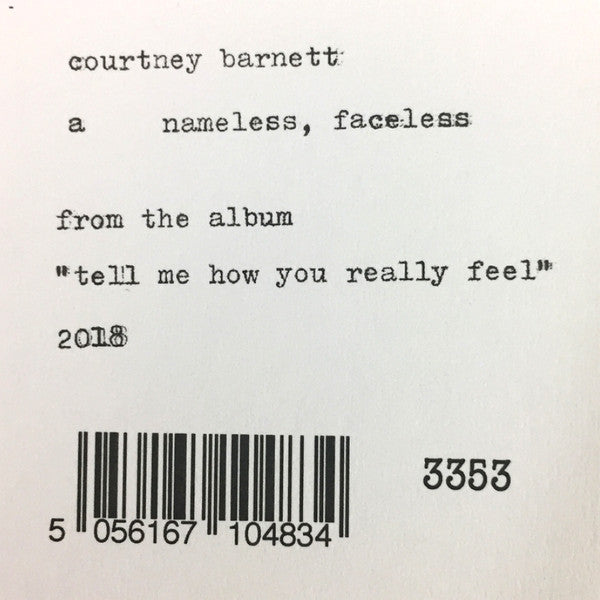 courtney barnett
a nameless, faceless
from the album
"tell me how you really feel"
2018
3353
5 056167 104834